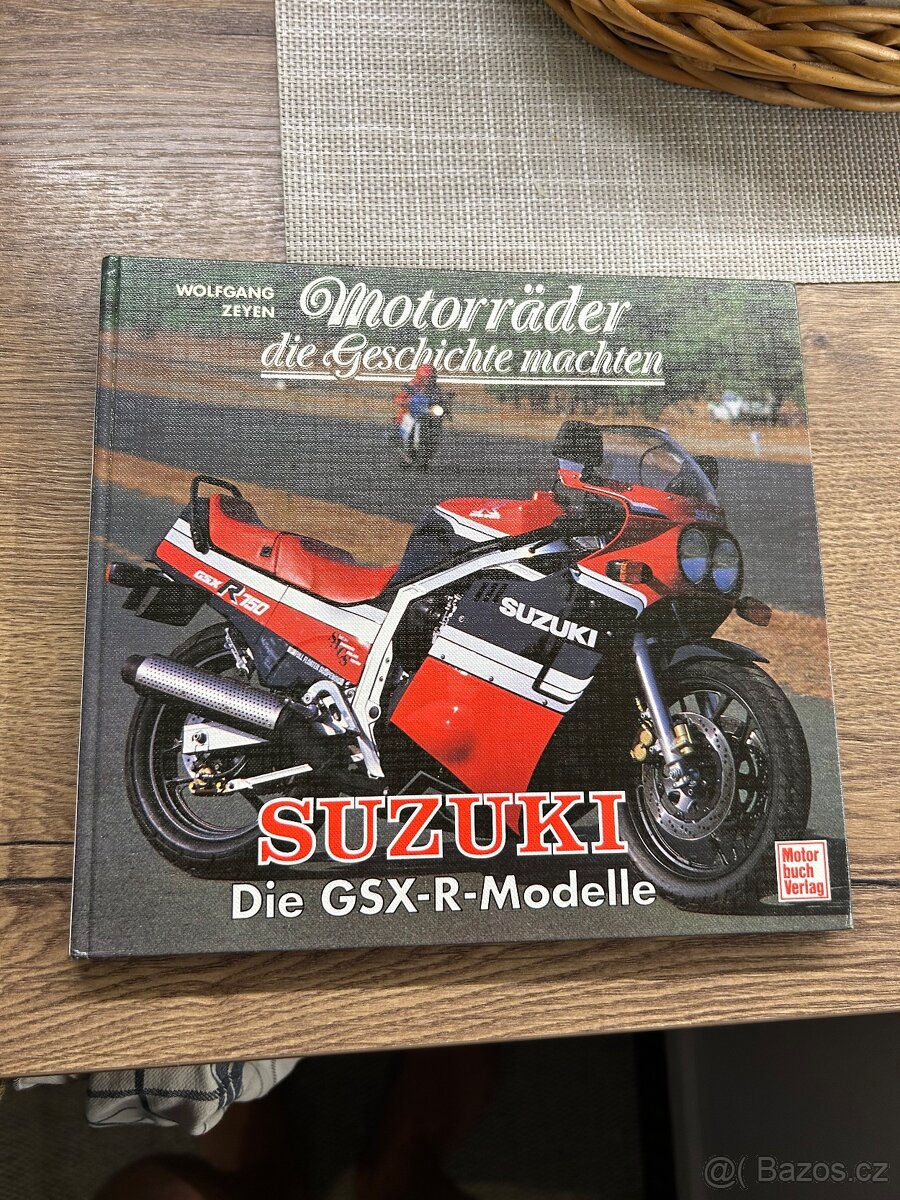 WOLFGANG
ZEYEN
Motorräder
die Geschichte machten
GSX R 750
SUZUKI
SUZUKI
Die GSX-R-Modelle
Motor
buch
Verlag
@( Bazos.cz